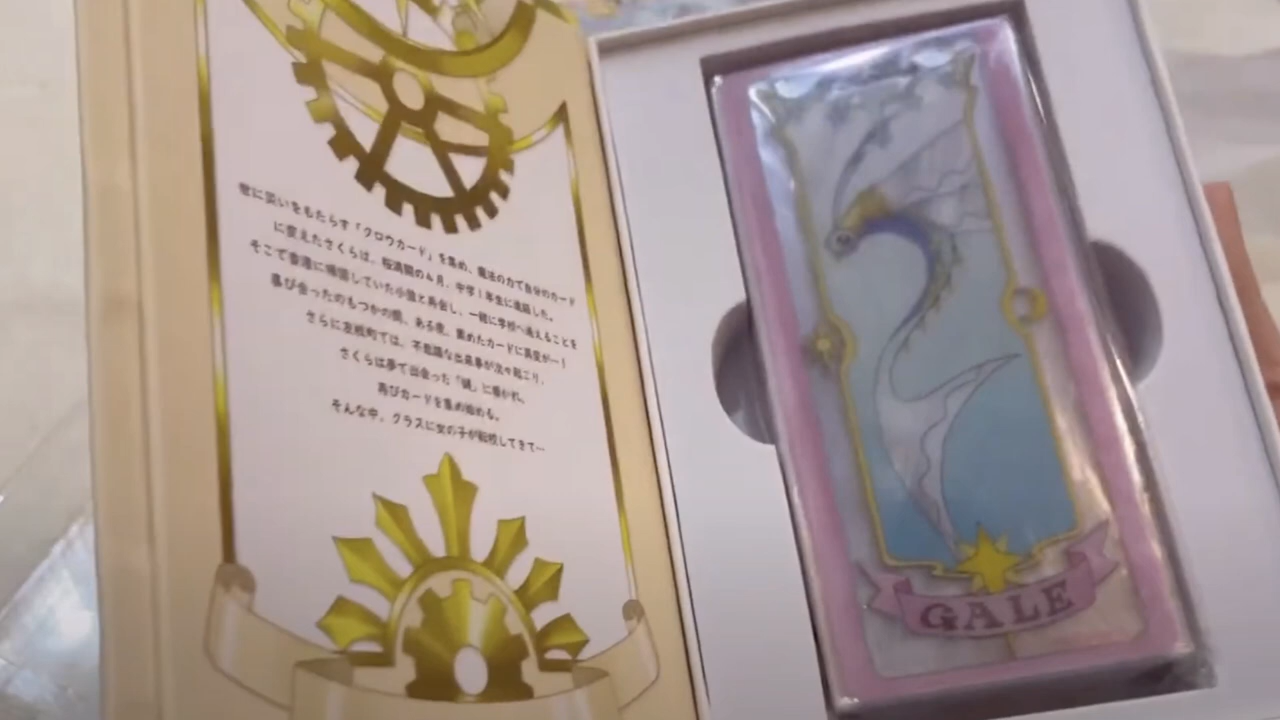 世に災いをもたらす「クロウカード」を集め、魔法の力で自分のカード
に変えたさくらは、桜満開の4月、中学1年生に進級した。
そこで香港に帰国していた小狼と再会し、一緒に学校へ通えることを
喜び合ったのもつかの間、ある夜、集めたカードに異変が…！
さらに友枝町では、不思議な出来事が次々起こり、
さくらは夢で出会った「鍵」に導かれ、
再びカードを集め始める。
そんな中、クラスに女の子が転校してきて…
GALE